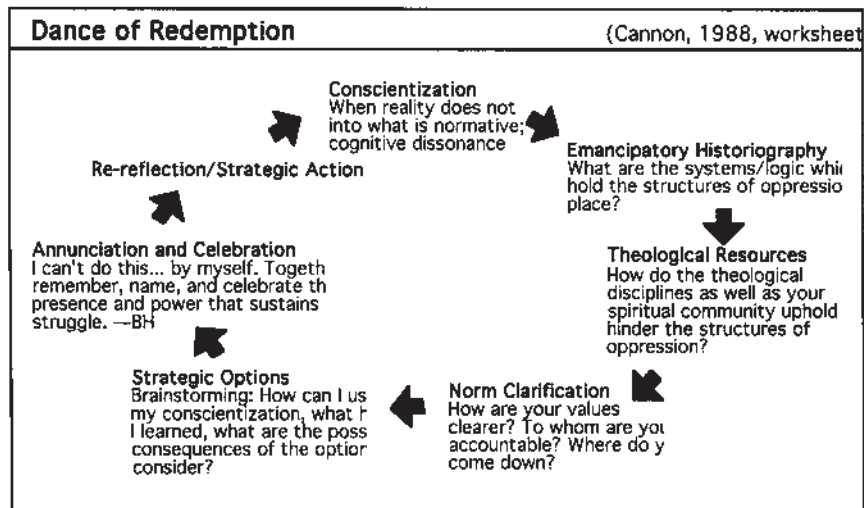 Dance of Redemption
(Cannon, 1988, worksheet
Conscientization
When reality does not
into what is normative;
cognitive dissonance
Emancipatory Historiography
What are the systems/logic whi
hold the structures of oppressio
place?
Theological Resources
How do the theological
disciplines as well as your
spiritual community uphold
hinder the structures of
oppression?
Norm Clarification
How are your values
clearer? To whom are you
accountable? Where do y
come down?
Strategic Options
Brainstorming: How can I us
my conscientization, what h
I learned, what are the poss
consequences of the option
consider?
Annunciation and Celebration
I can't do this... by myself. Togeth
remember, name, and celebrate th
presence and power that sustains
struggle. —BH
Re-reflection/Strategic Action